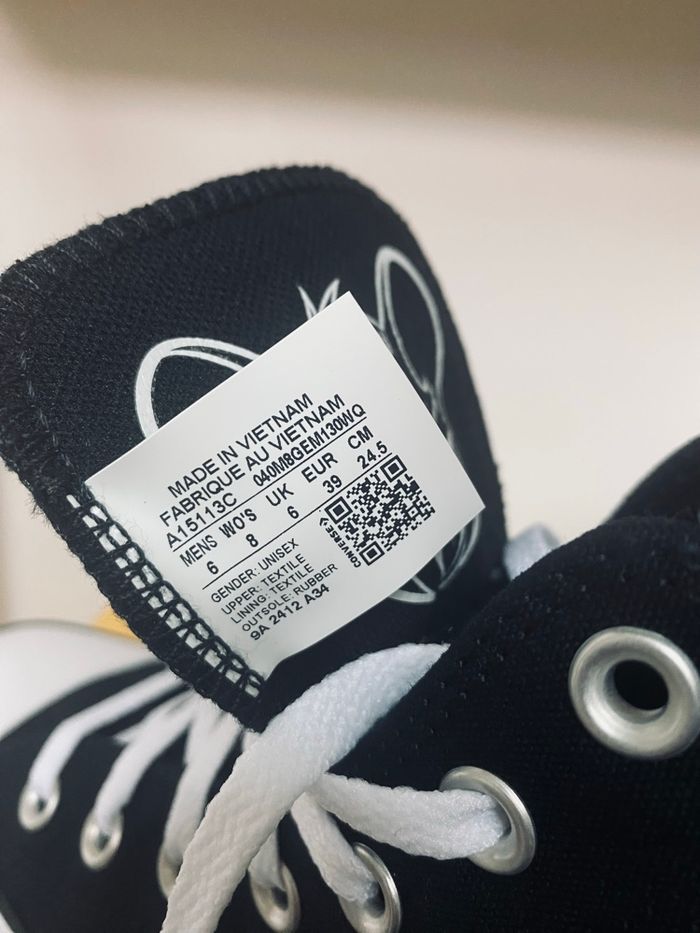 MADE IN VIETNAM
FABRIQUE AU VIETNAM
A15113C 040M8GEM130WQ
MENS WO'S UK EUR CM
6 8 6 39 24.5
GENDER: UNISEX
UPPER: TEXTILE
LINING: TEXTILE
OUTSOLE: RUBBER
9A 2412 A34
CONVERSE